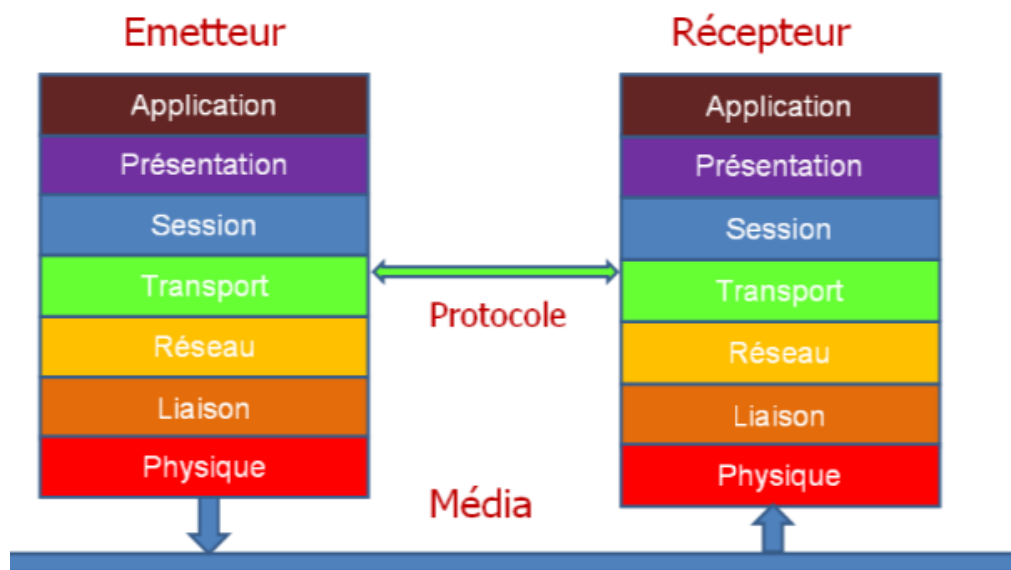 Emetteur
Récepteur
Application
Présentation
Session
Transport
Réseau
Liaison
Physique
Protocole
Média
Application
Présentation
Session
Transport
Réseau
Liaison
Physique